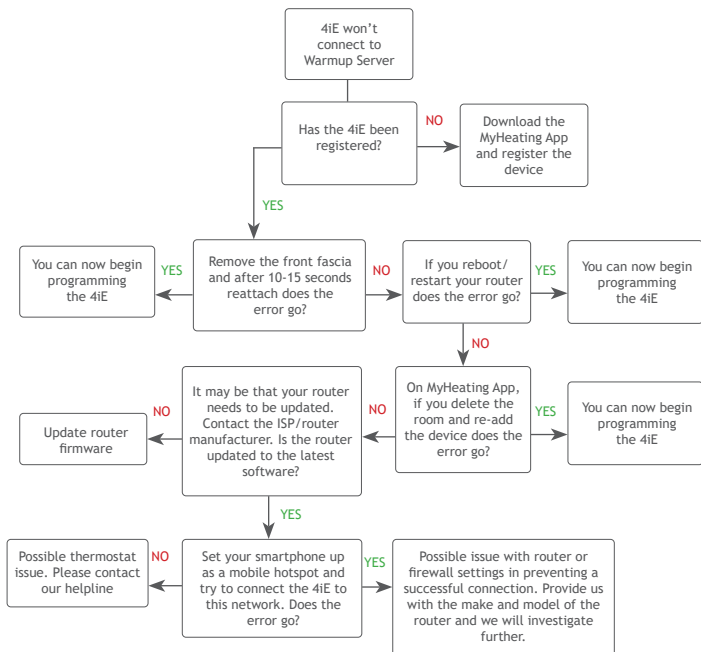 4iE won't
connect to
Warmup Server
Has the 4iE been
registered?
NO
Download the
MyHeating App
and register the
device
YES
You can now begin
programming
the 4iE
YES
Remove the front fascia
and after 10-15 seconds
reattach does the
error go?
NO
If you reboot/
restart your router
does the error go?
YES
You can now begin
programming
the 4iE
NO
On MyHeating App,
if you delete the
room and re-add
the device does the
error go?
YES
You can now begin
programming
the 4iE
NO
It may be that your router
needs to be updated.
Contact the ISP/router
manufacturer. Is the router
updated to the latest
software?
NO
Update router
firmware
YES
Set your smartphone up
as a mobile hotspot and
try to connect the 4iE to
this network. Does the
error go?
NO
Possible thermostat
issue. Please contact
our helpline
YES
Possible issue with router or
firewall settings in preventing a
successful connection. Provide us
with the make and model of the
router and we will investigate
further.